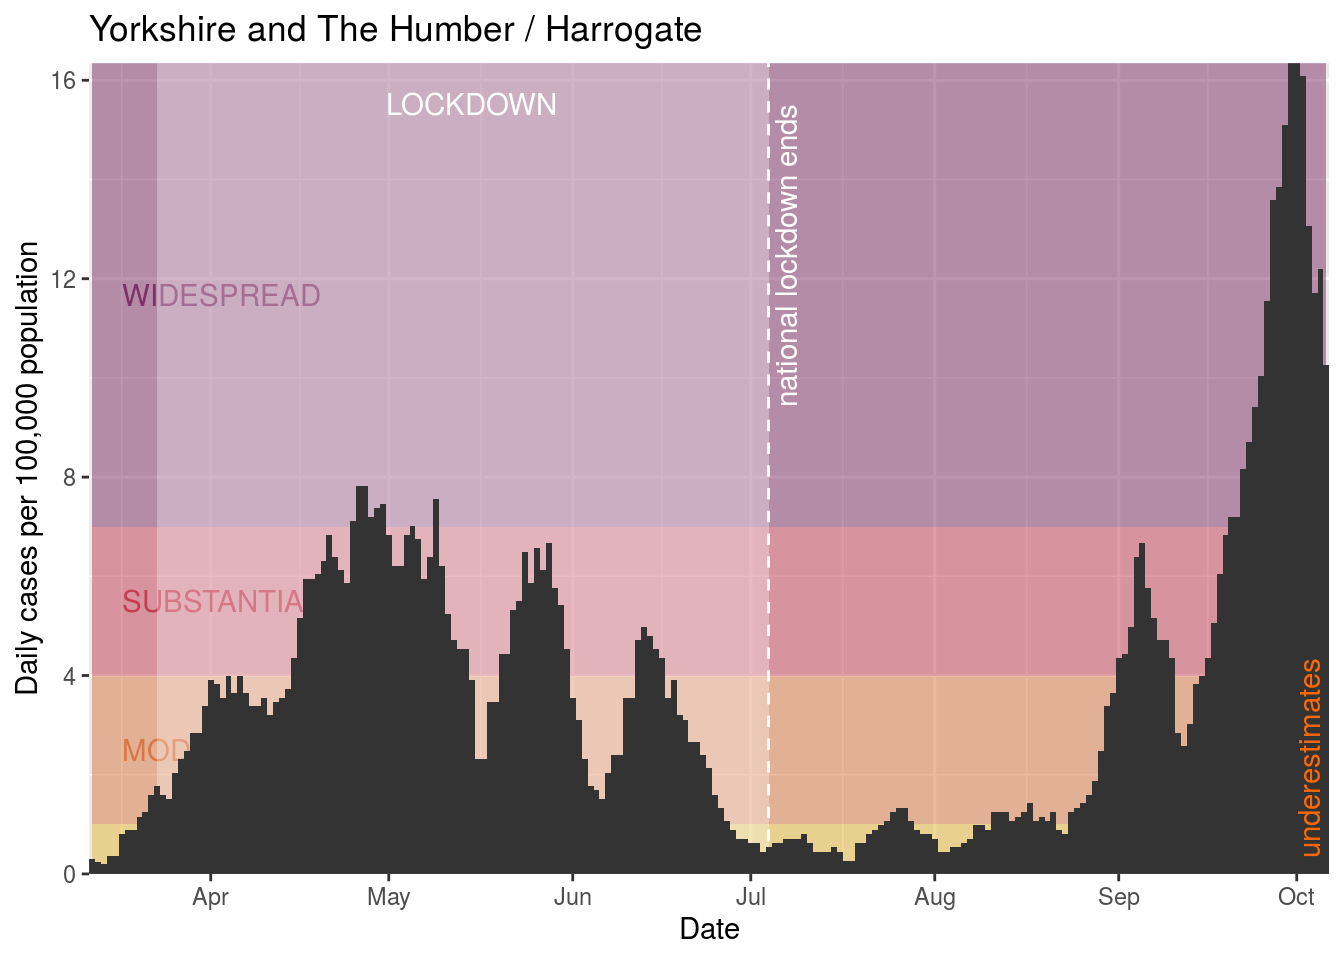 Yorkshire and The Humber / Harrogate
Daily cases per 100,000 population
16
12
8
4
0
LOCKDOWN
national lockdown ends
WIDESPREAD
SUBSTANTIA
MOD
underestimates
Apr
May
Jun
Jul
Aug
Sep
Oct
Date